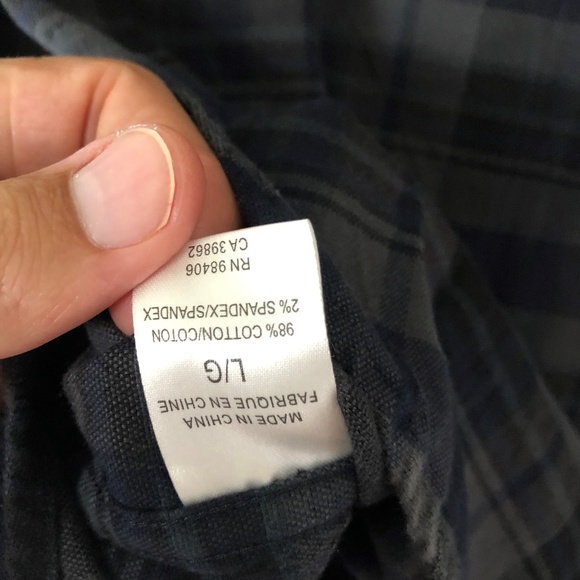 MADE IN CHINA
FABRIQUE EN CHINE
L/G
98% COTTON/COTON
2% SPANDEX/SPANDEX
RN 98406
CA 39862